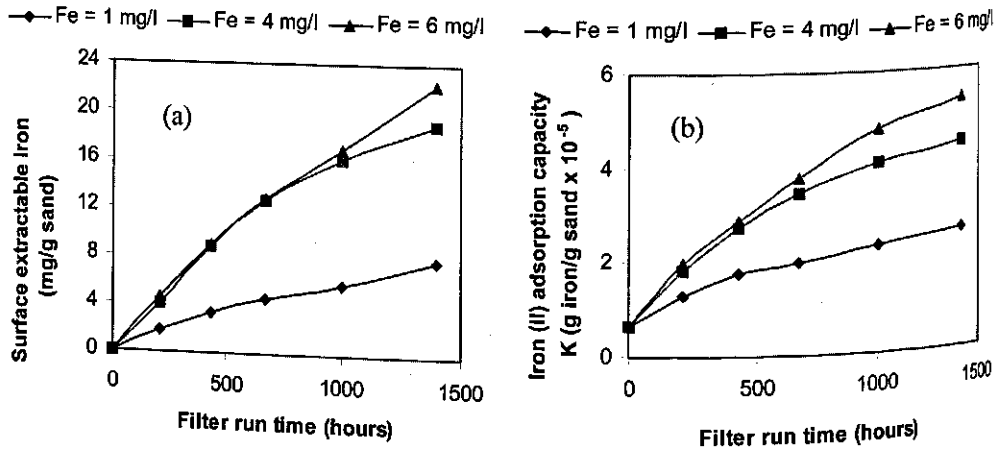 Fe = 1 mg/l Fe = 4 mg/l Fe = 6 mg/l
24
20
16
12
8
4
0
Surface extractable Iron
(mg/g sand)
(a)
0 500 1000 1500
Filter run time (hours)
Fe = 1 mg/l Fe = 4 mg/l Fe = 6 mg/l
6
4
2
0
Iron (II) adsorption capacity
K (g iron/g sand x 10-5)
(b)
0 500 1000 1500
Filter run time (hours)